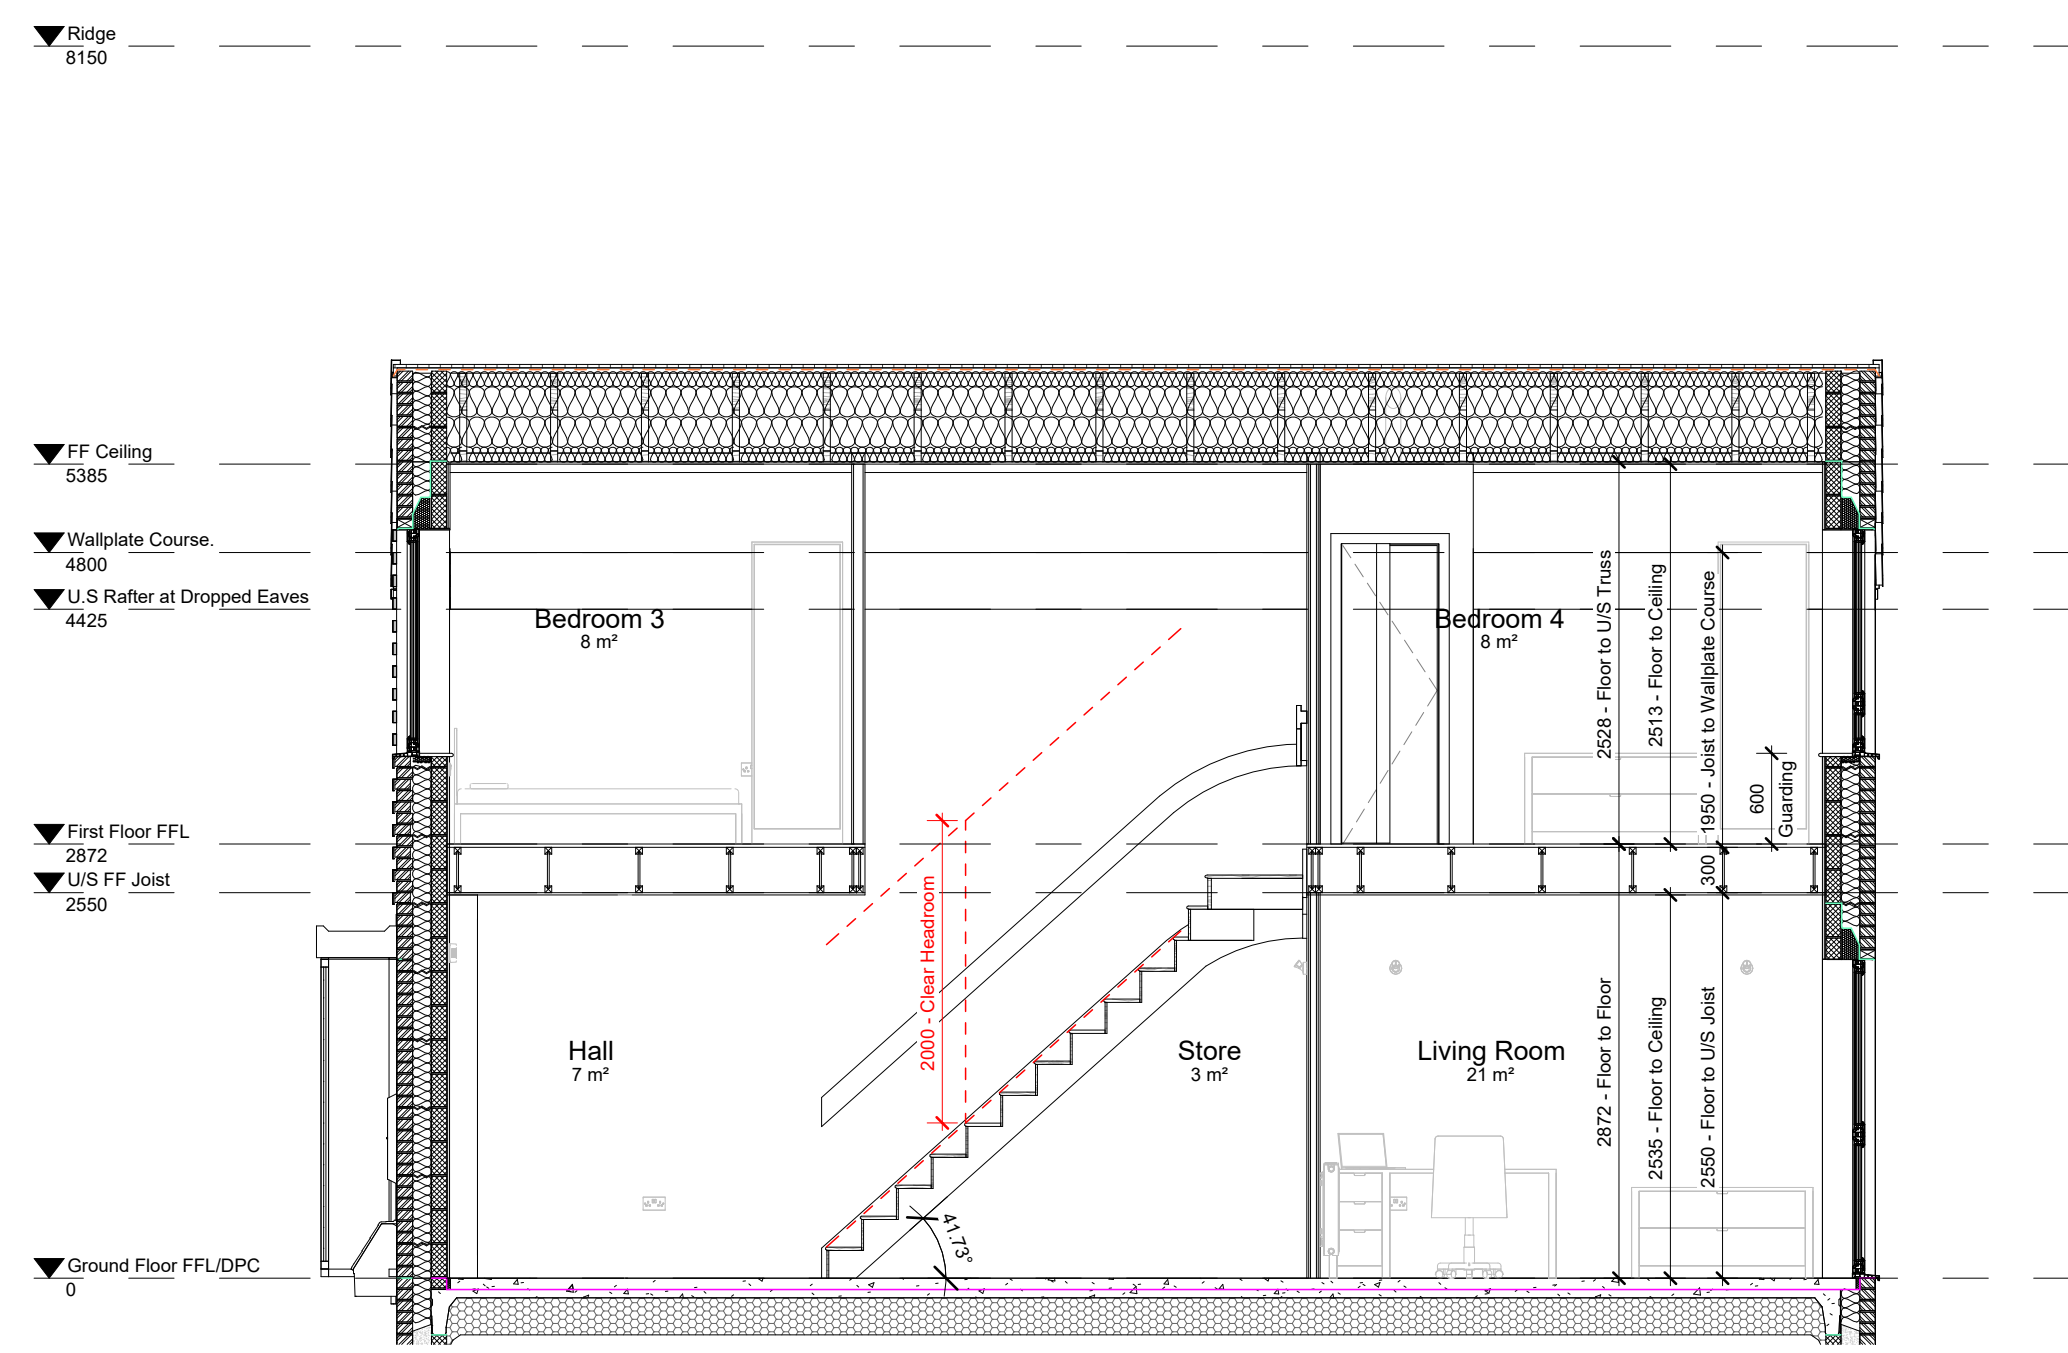 Ridge
8150
FF Ceiling
5385
Wallplate Course.
4800
U.S Rafter at Dropped Eaves
4425
First Floor FFL
2872
U/S FF Joist
2550
Ground Floor FFL/DPC
0
Bedroom 3
8 m²
Bedroom 4
8 m²
2528 - Floor to U/S Truss
2513 - Floor to Ceiling
1950 - Joist to Wallplate Course
600
Guarding
300
2000 - Clear Headroom
Hall
7 m²
Store
3 m²
Living Room
21 m²
2872 - Floor to Floor
2535 - Floor to Ceiling
2550 - Floor to U/S Joist
41.73°